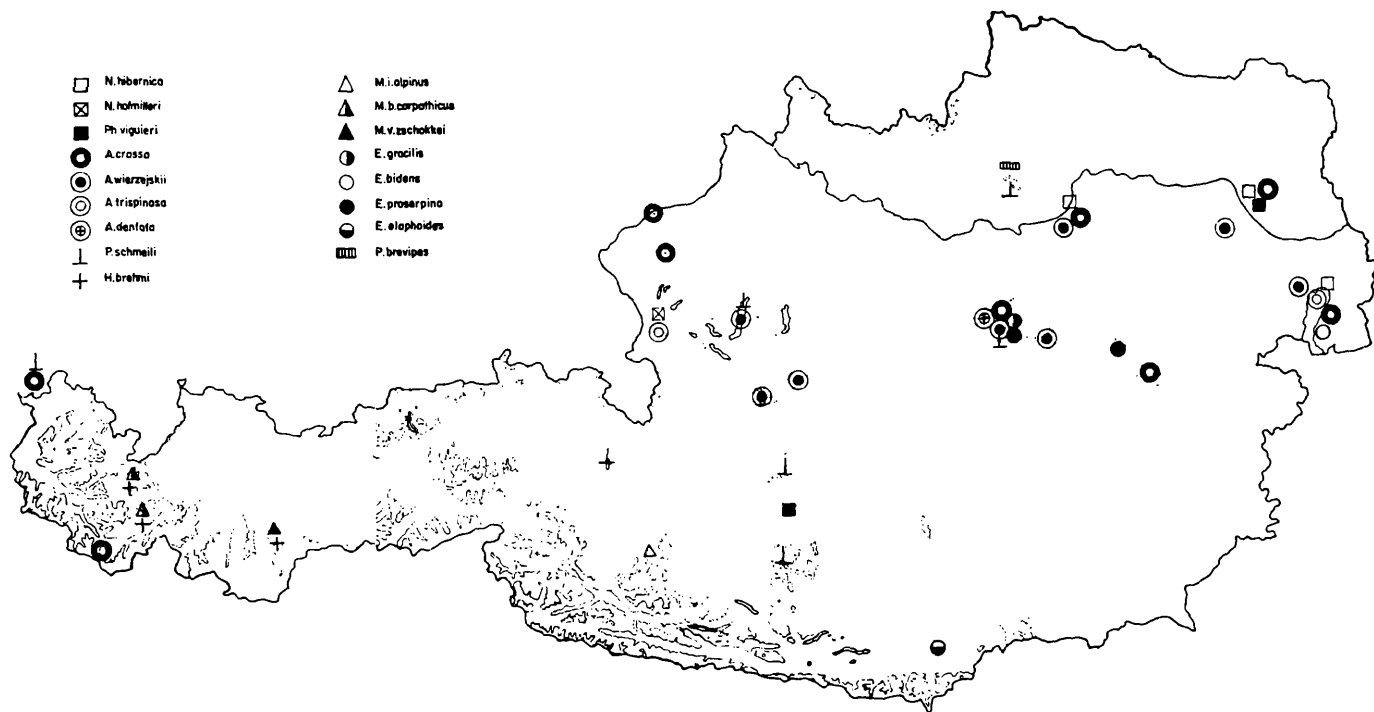 N.hibernica
N.hofmilleri
Ph viguieri
A.crassa
A.wierzejskii
A.trispinosa
A.dentata
P.schmeili
H.brehmi
M.i.alpinus
M.b.carpathicus
M.v.zschokkei
E.gracilis
E.bidens
E.proserpina
E.elaphoides
P.brevipes